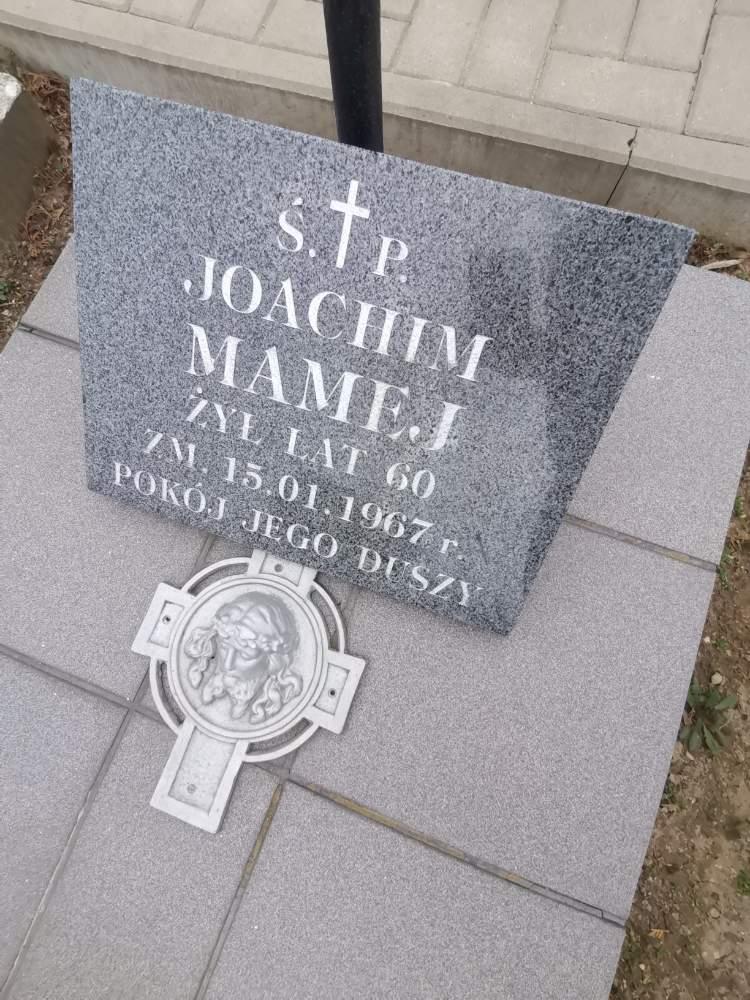 Ś. P.
JOACHIM
MAMEJ
ŻYŁ LAT 60
ZM. 15.01.1967 r.
POKÓJ JEGO DUSZY